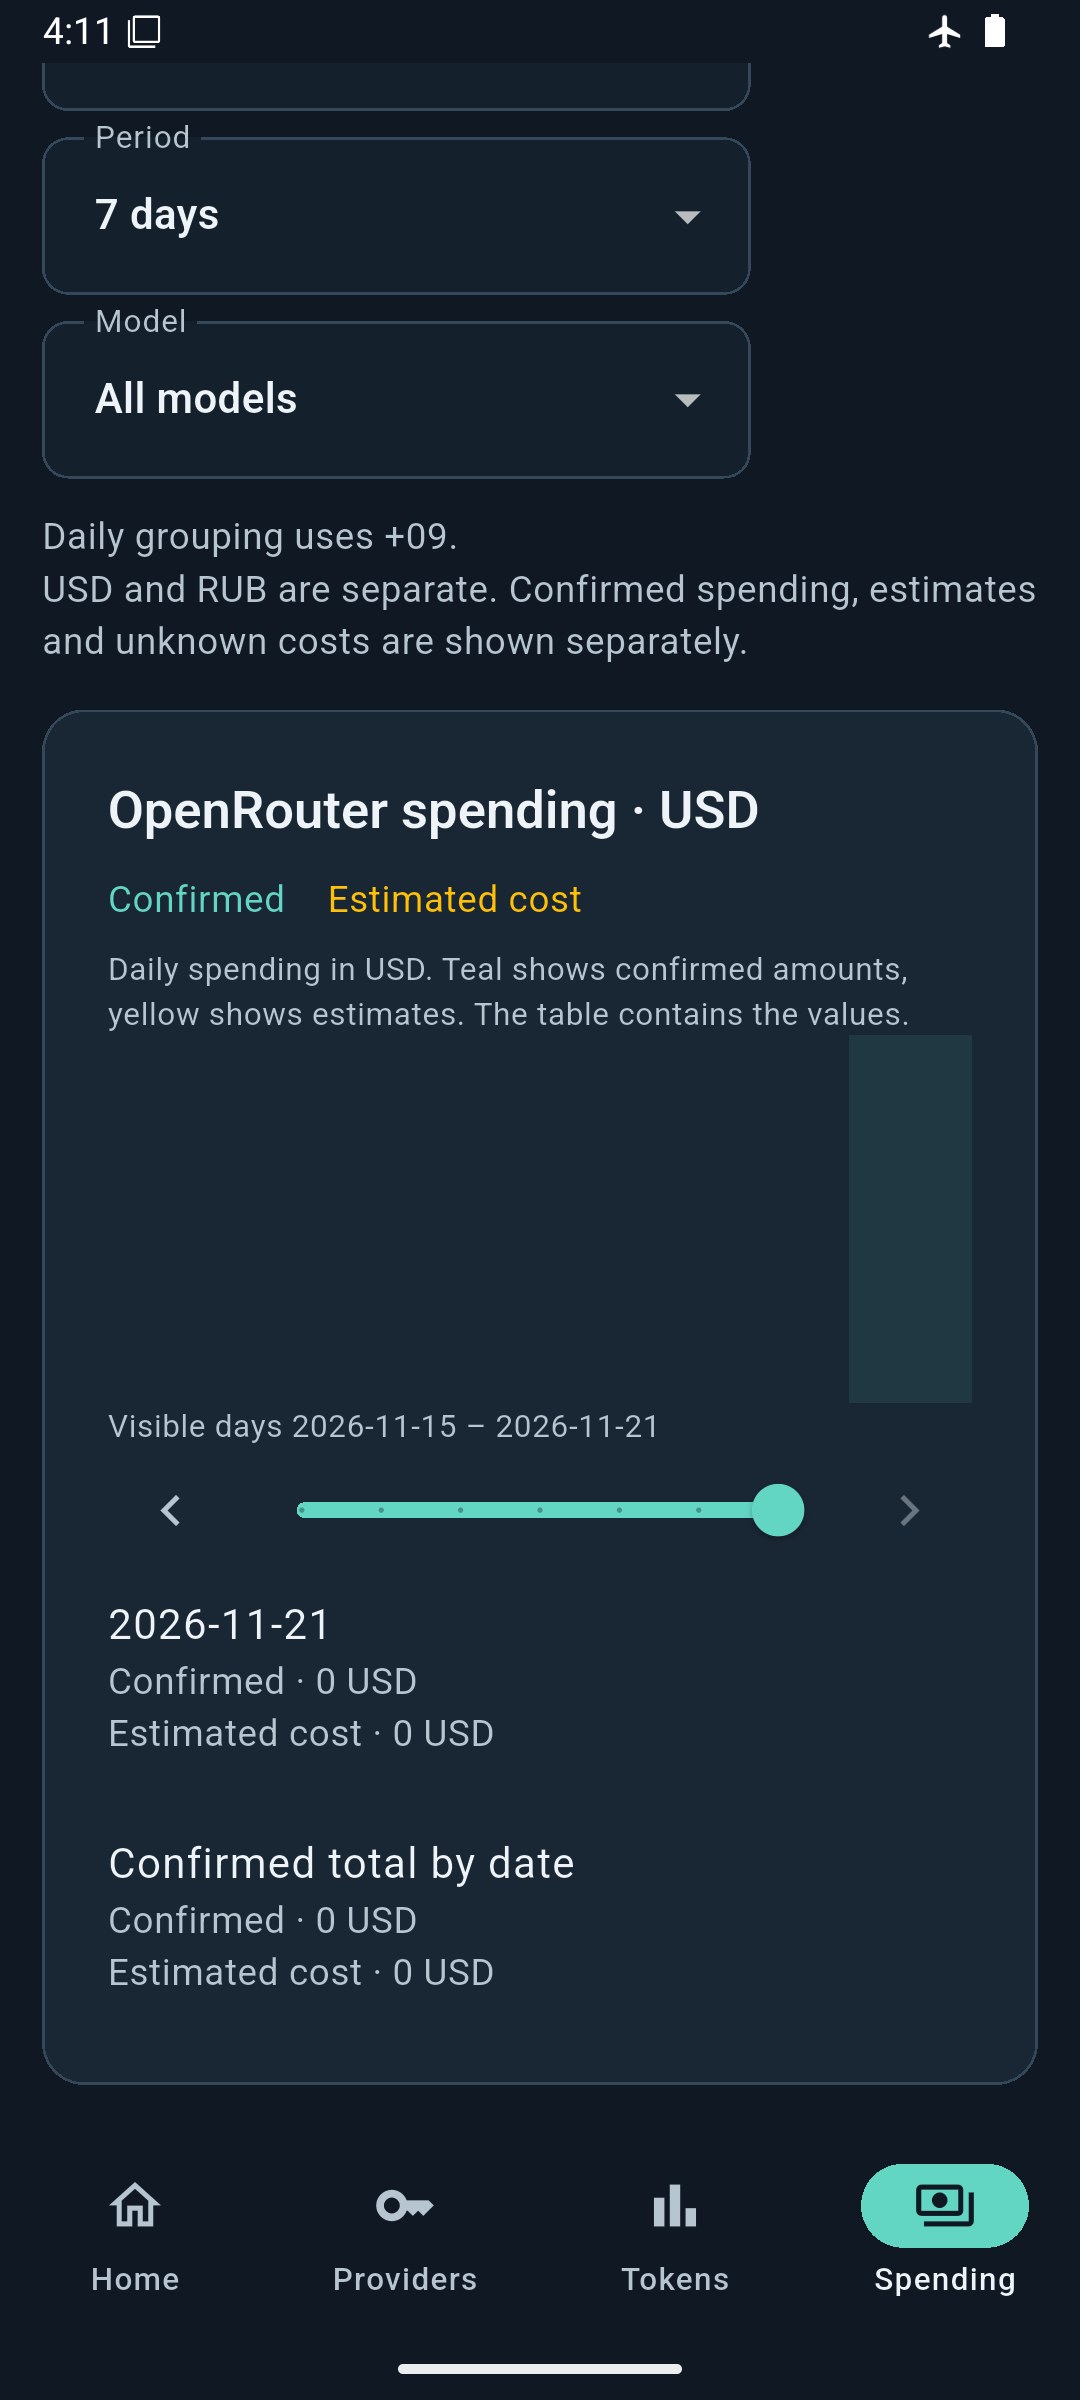 4:11
Period
7 days
Model
All models
Daily grouping uses +09.
USD and RUB are separate. Confirmed spending, estimates
and unknown costs are shown separately.
OpenRouter spending · USD
Confirmed Estimated cost
Daily spending in USD. Teal shows confirmed amounts,
yellow shows estimates. The table contains the values.
Visible days 2026-11-15 – 2026-11-21
2026-11-21
Confirmed · 0 USD
Estimated cost · 0 USD
Confirmed total by date
Confirmed · 0 USD
Estimated cost · 0 USD
Home Providers Tokens Spending